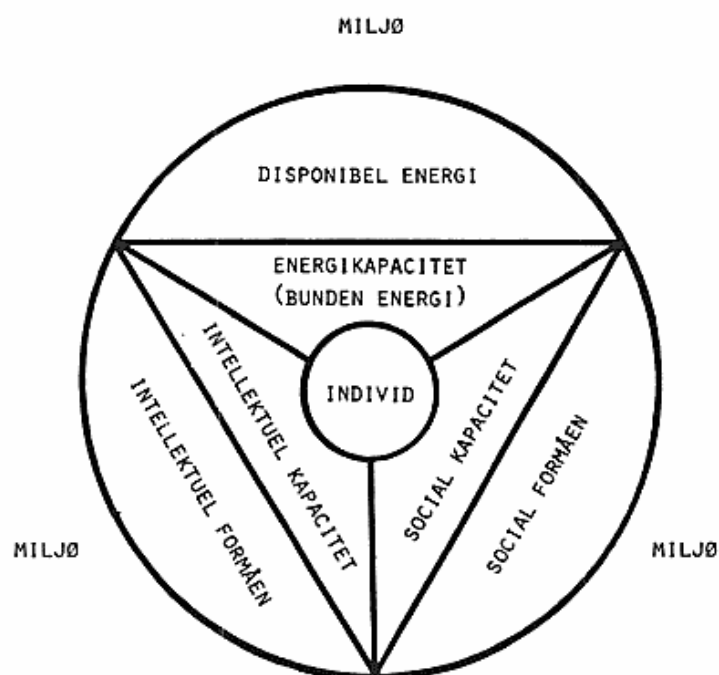 MILJØ
DISPONIBEL ENERGI
ENERGIKAPACITET
(BUNDEN ENERGI)
INTELLEKTUEL KAPACITET
INDIVID
SOCIAL KAPACITET
INTELLEKTUEL FORMÅEN
SOCIAL FORMÅEN
MILJØ
MILJØ